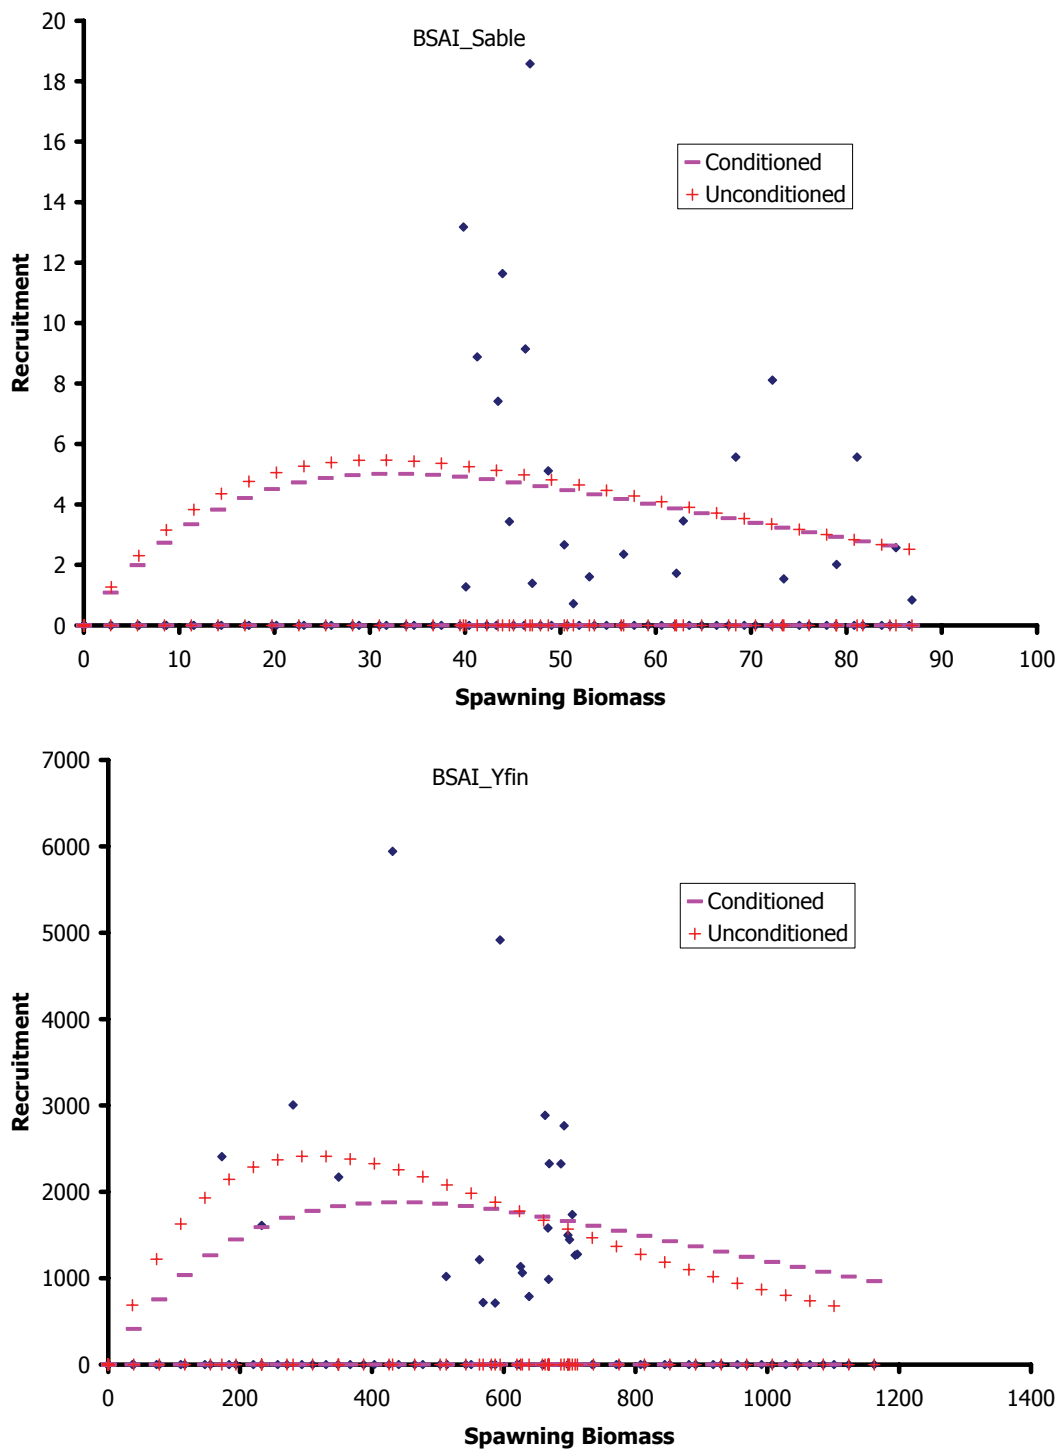 BSAI_Sable
20
18
16
14
12
10
8
6
4
2
0
Recruitment
Conditioned
Unconditioned
0 10 20 30 40 50 60 70 80 90 100
Spawning Biomass
BSAI_Yfin
7000
6000
5000
4000
3000
2000
1000
0
Recruitment
Conditioned
Unconditioned
0 200 400 600 800 1000 1200 1400
Spawning Biomass